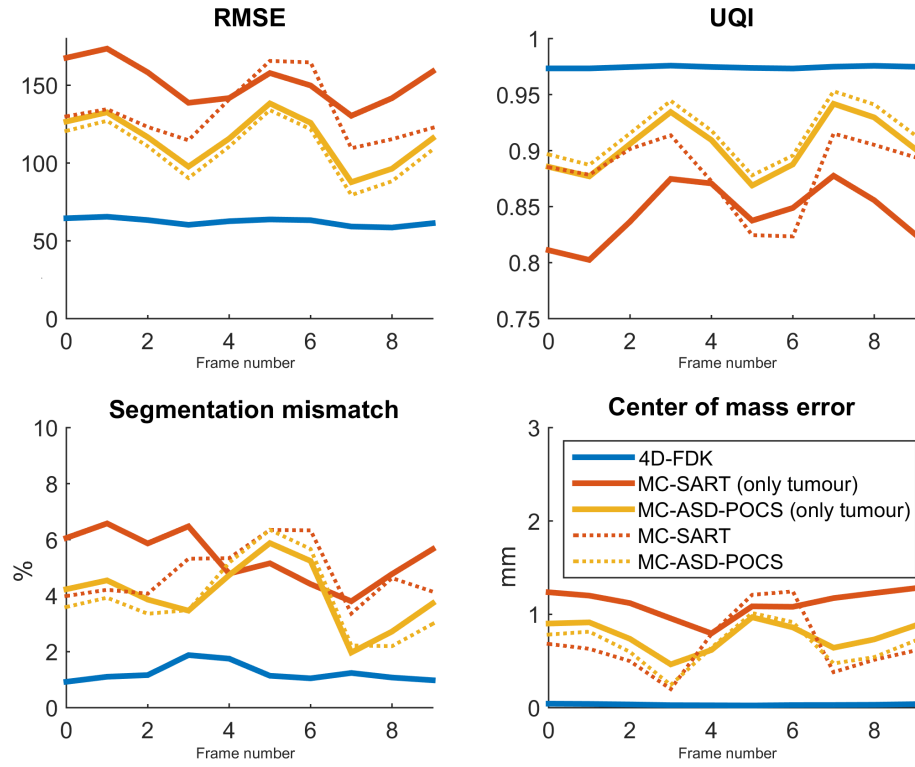 RMSE
150
100
50
0
0 2 4 6 8
Frame number
UQI
1
0.95
0.9
0.85
0.8
0.75
0 2 4 6 8
Frame number
Segmentation mismatch
10
8
6
4
2
0
%
0 2 4 6 8
Frame number
Center of mass error
3
2
1
0
mm
4D-FDK
MC-SART (only tumour)
MC-ASD-POCS (only tumour)
MC-SART
MC-ASD-POCS
0 2 4 6 8
Frame number